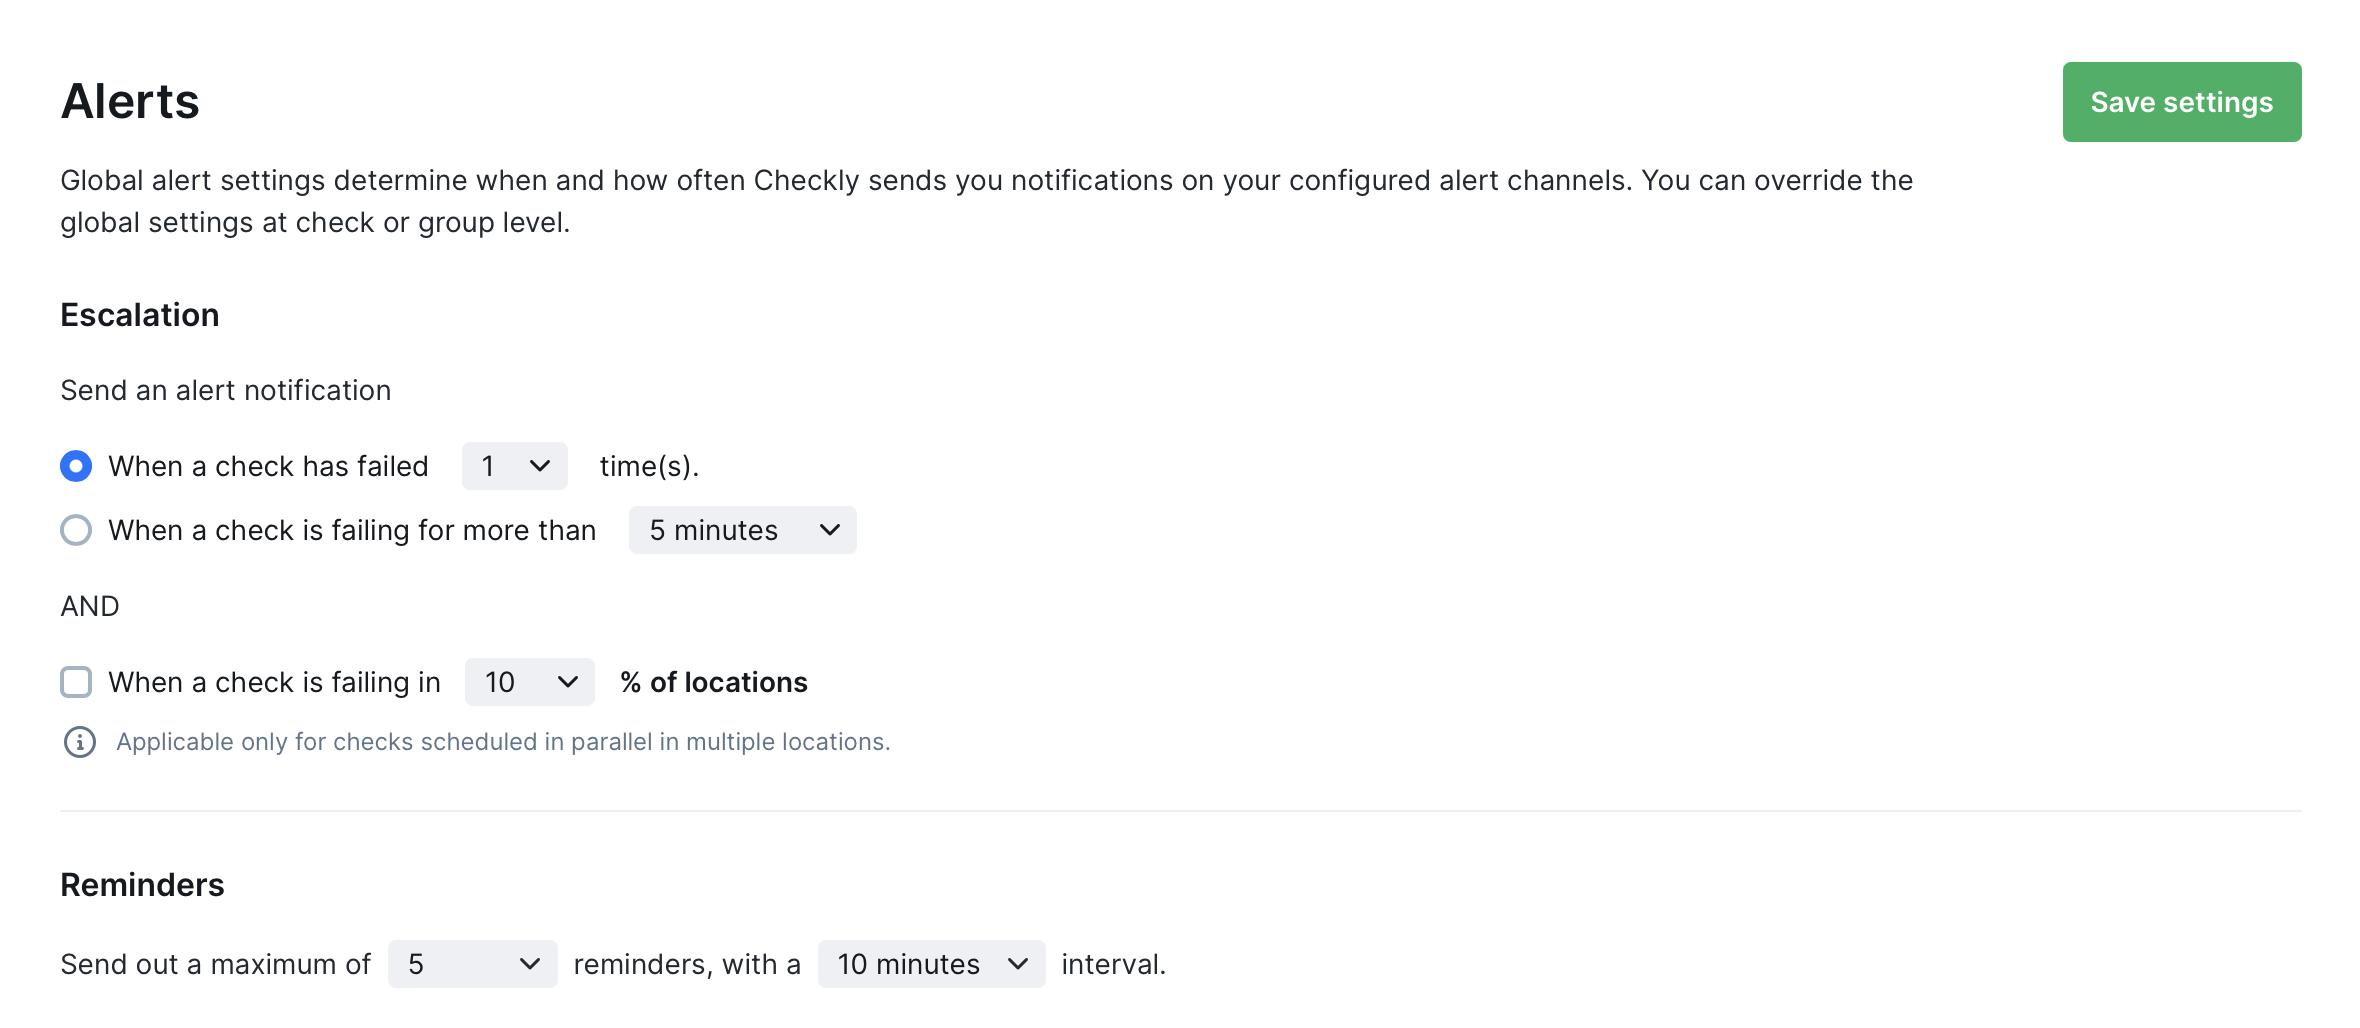 Alerts
Save settings
Global alert settings determine when and how often Checkly sends you notifications on your configured alert channels. You can override the
global settings at check or group level.
Escalation
Send an alert notification
When a check has failed 1 time(s).
When a check is failing for more than 5 minutes
AND
When a check is failing in 10 % of locations
Applicable only for checks scheduled in parallel in multiple locations.
Reminders
Send out a maximum of 5 reminders, with a 10 minutes interval.